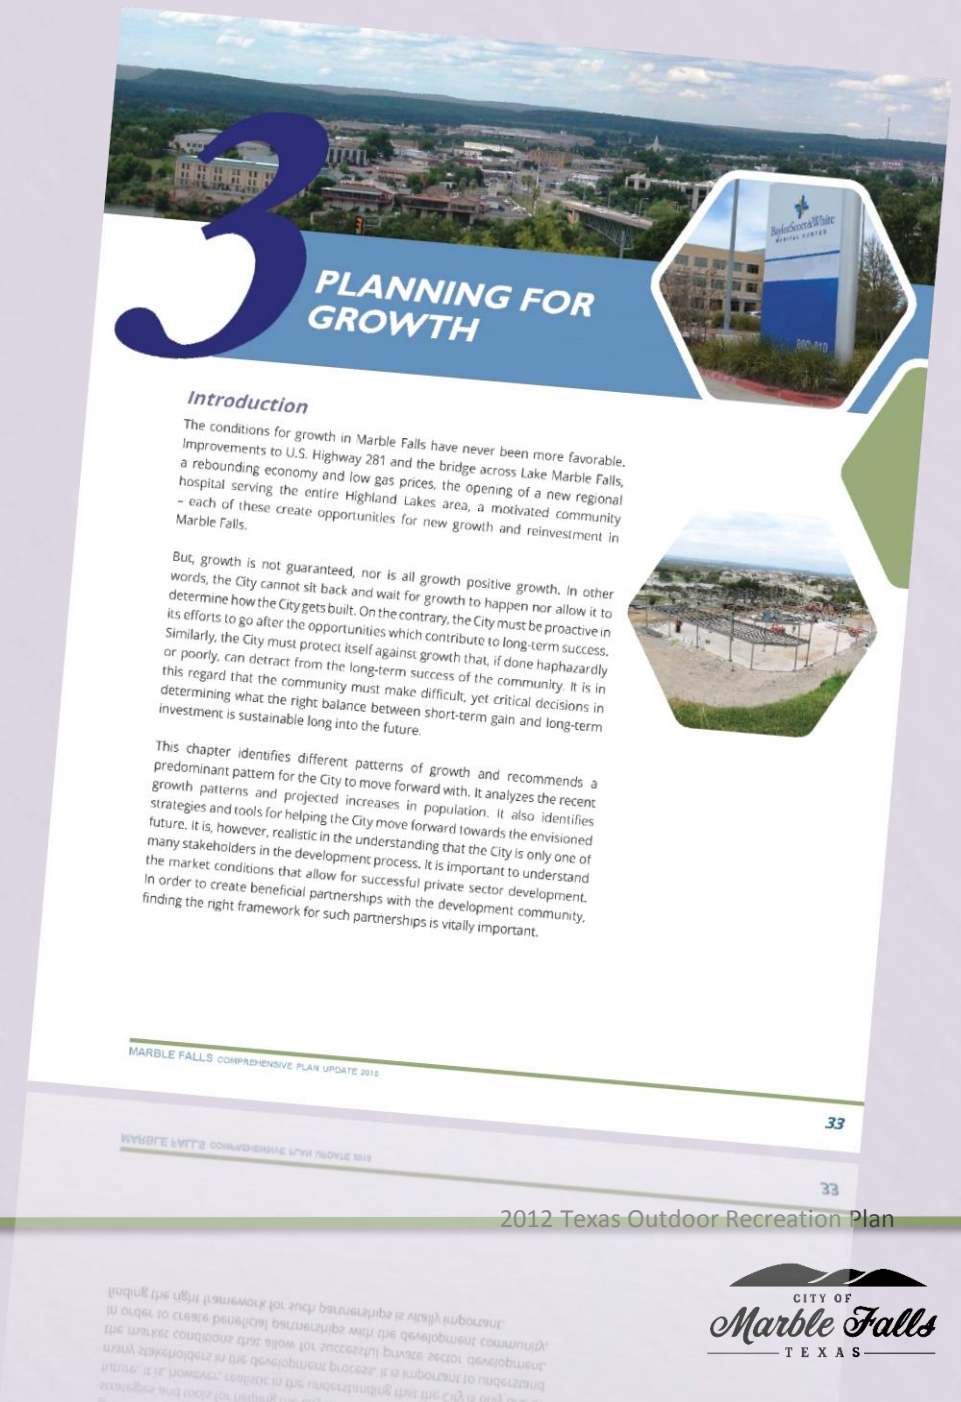 3
BaylorScott&White
MEDICAL CENTER
PLANNING FOR
GROWTH
Introduction
The conditions for growth in Marble Falls have never been more favorable.
Improvements to U.S. Highway 281 and the bridge across Lake Marble Falls,
a rebounding economy and low gas prices, the opening of a new regional
hospital serving the entire Highland Lakes area, a motivated community
– each of these create opportunities for new growth and reinvestment in
Marble Falls.
But, growth is not guaranteed, nor is all growth positive growth. In other
words, the City cannot sit back and wait for growth to happen nor allow it to
determine how the City gets built. On the contrary, the City must be proactive in
its efforts to go after the opportunities which contribute to long-term success.
Similarly, the City must protect itself against growth that, if done haphazardly
or poorly, can detract from the long-term success of the community. It is in
this regard that the community must make difficult, yet critical decisions in
determining what the right balance between short-term gain and long-term
investment is sustainable long into the future.
This chapter identifies different patterns of growth and recommends a
predominant pattern for the City to move forward with. It analyzes the recent
growth patterns and projected increases in population. It also identifies
strategies and tools for helping the City move forward towards the envisioned
future. It is, however, realistic in the understanding that the City is only one of
many stakeholders in the development process. It is important to understand
the market conditions that allow for successful private sector development.
In order to create beneficial partnerships with the development community,
finding the right framework for such partnerships is vitally important.
MARBLE FALLS COMPREHENSIVE PLAN UPDATE
33
2012 Texas Outdoor Recreation Plan
CITY OF
Marble Falls
TEXAS